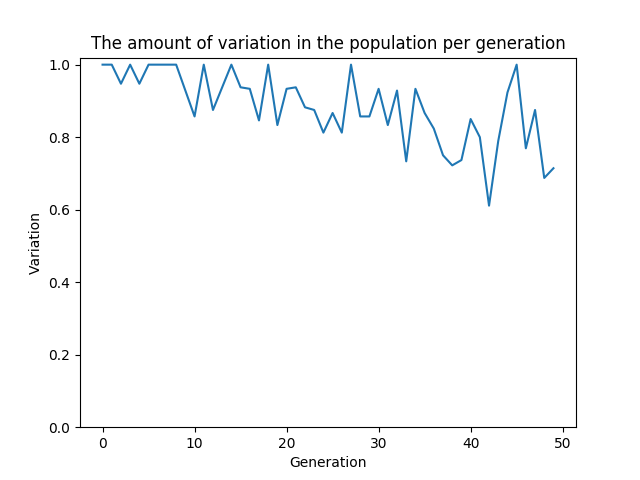 The amount of variation in the population per generation
1.0
0.8
0.6
0.4
0.2
0.0
Variation
0 10 20 30 40 50
Generation